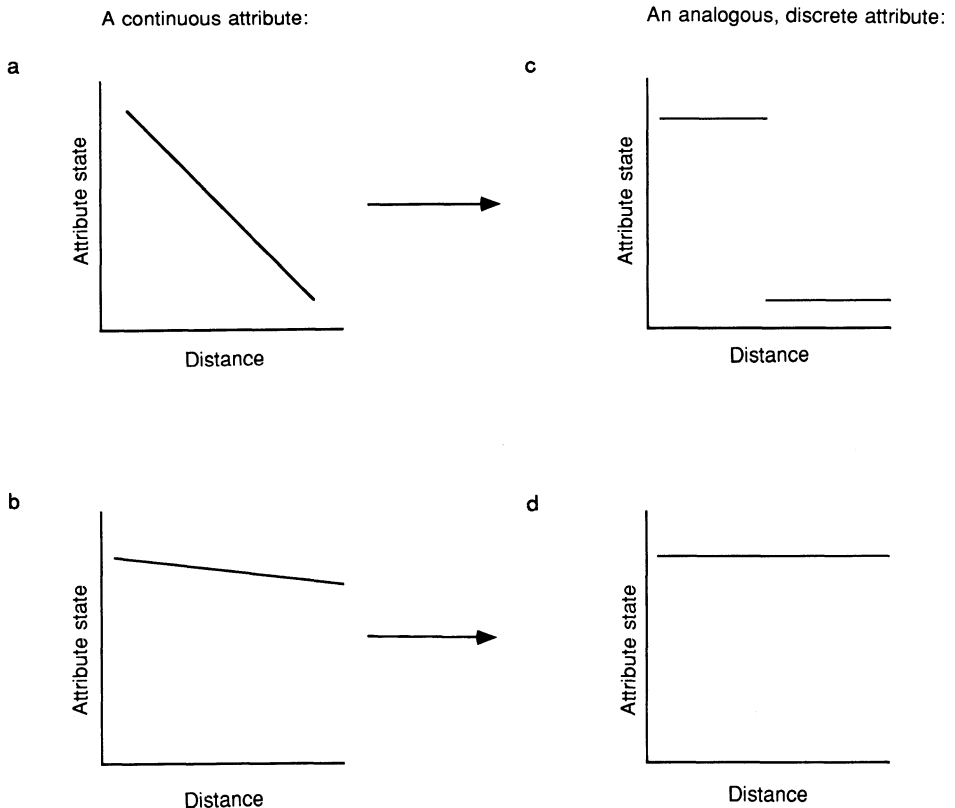 A continuous attribute:
An analogous, discrete attribute:
a
Attribute state
Distance
c
Attribute state
Distance
b
Attribute state
Distance
d
Attribute state
Distance